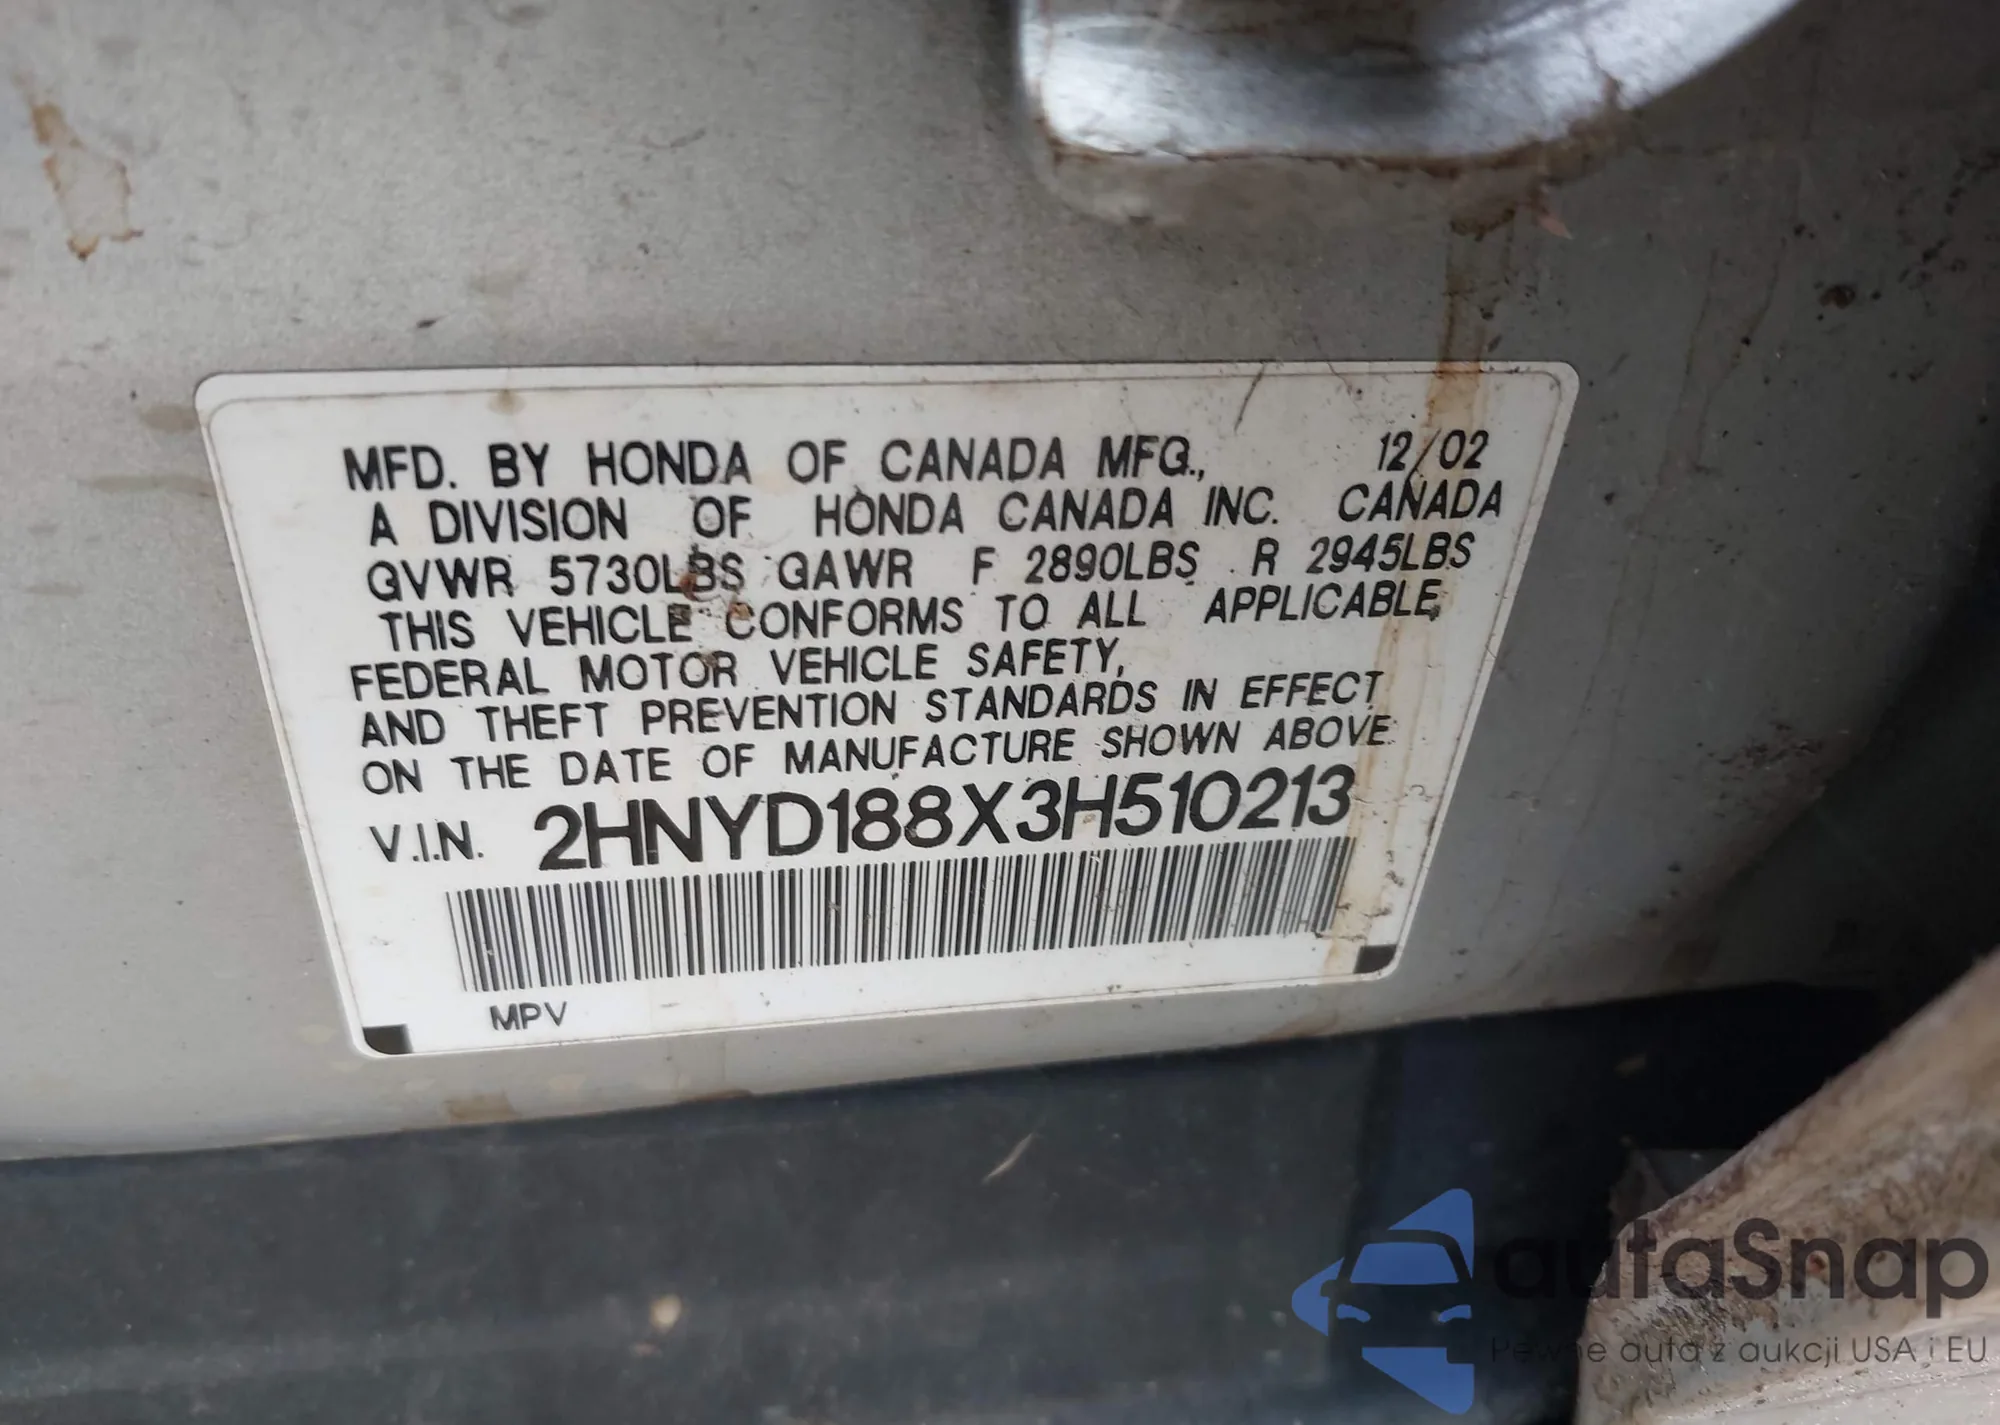 MFD. BY HONDA OF CANADA MFG., 12/02
A DIVISION OF HONDA CANADA INC. CANADA
GVWR 5730LBS GAWR F 2890LBS R 2945LBS
THIS VEHICLE CONFORMS TO ALL APPLICABLE
FEDERAL MOTOR VEHICLE SAFETY,
AND THEFT PREVENTION STANDARDS IN EFFECT
ON THE DATE OF MANUFACTURE SHOWN ABOVE
V.I.N. 2HNYD188X3H510213
MPV
autaSnap
Pewne auta z aukcji USA i EU